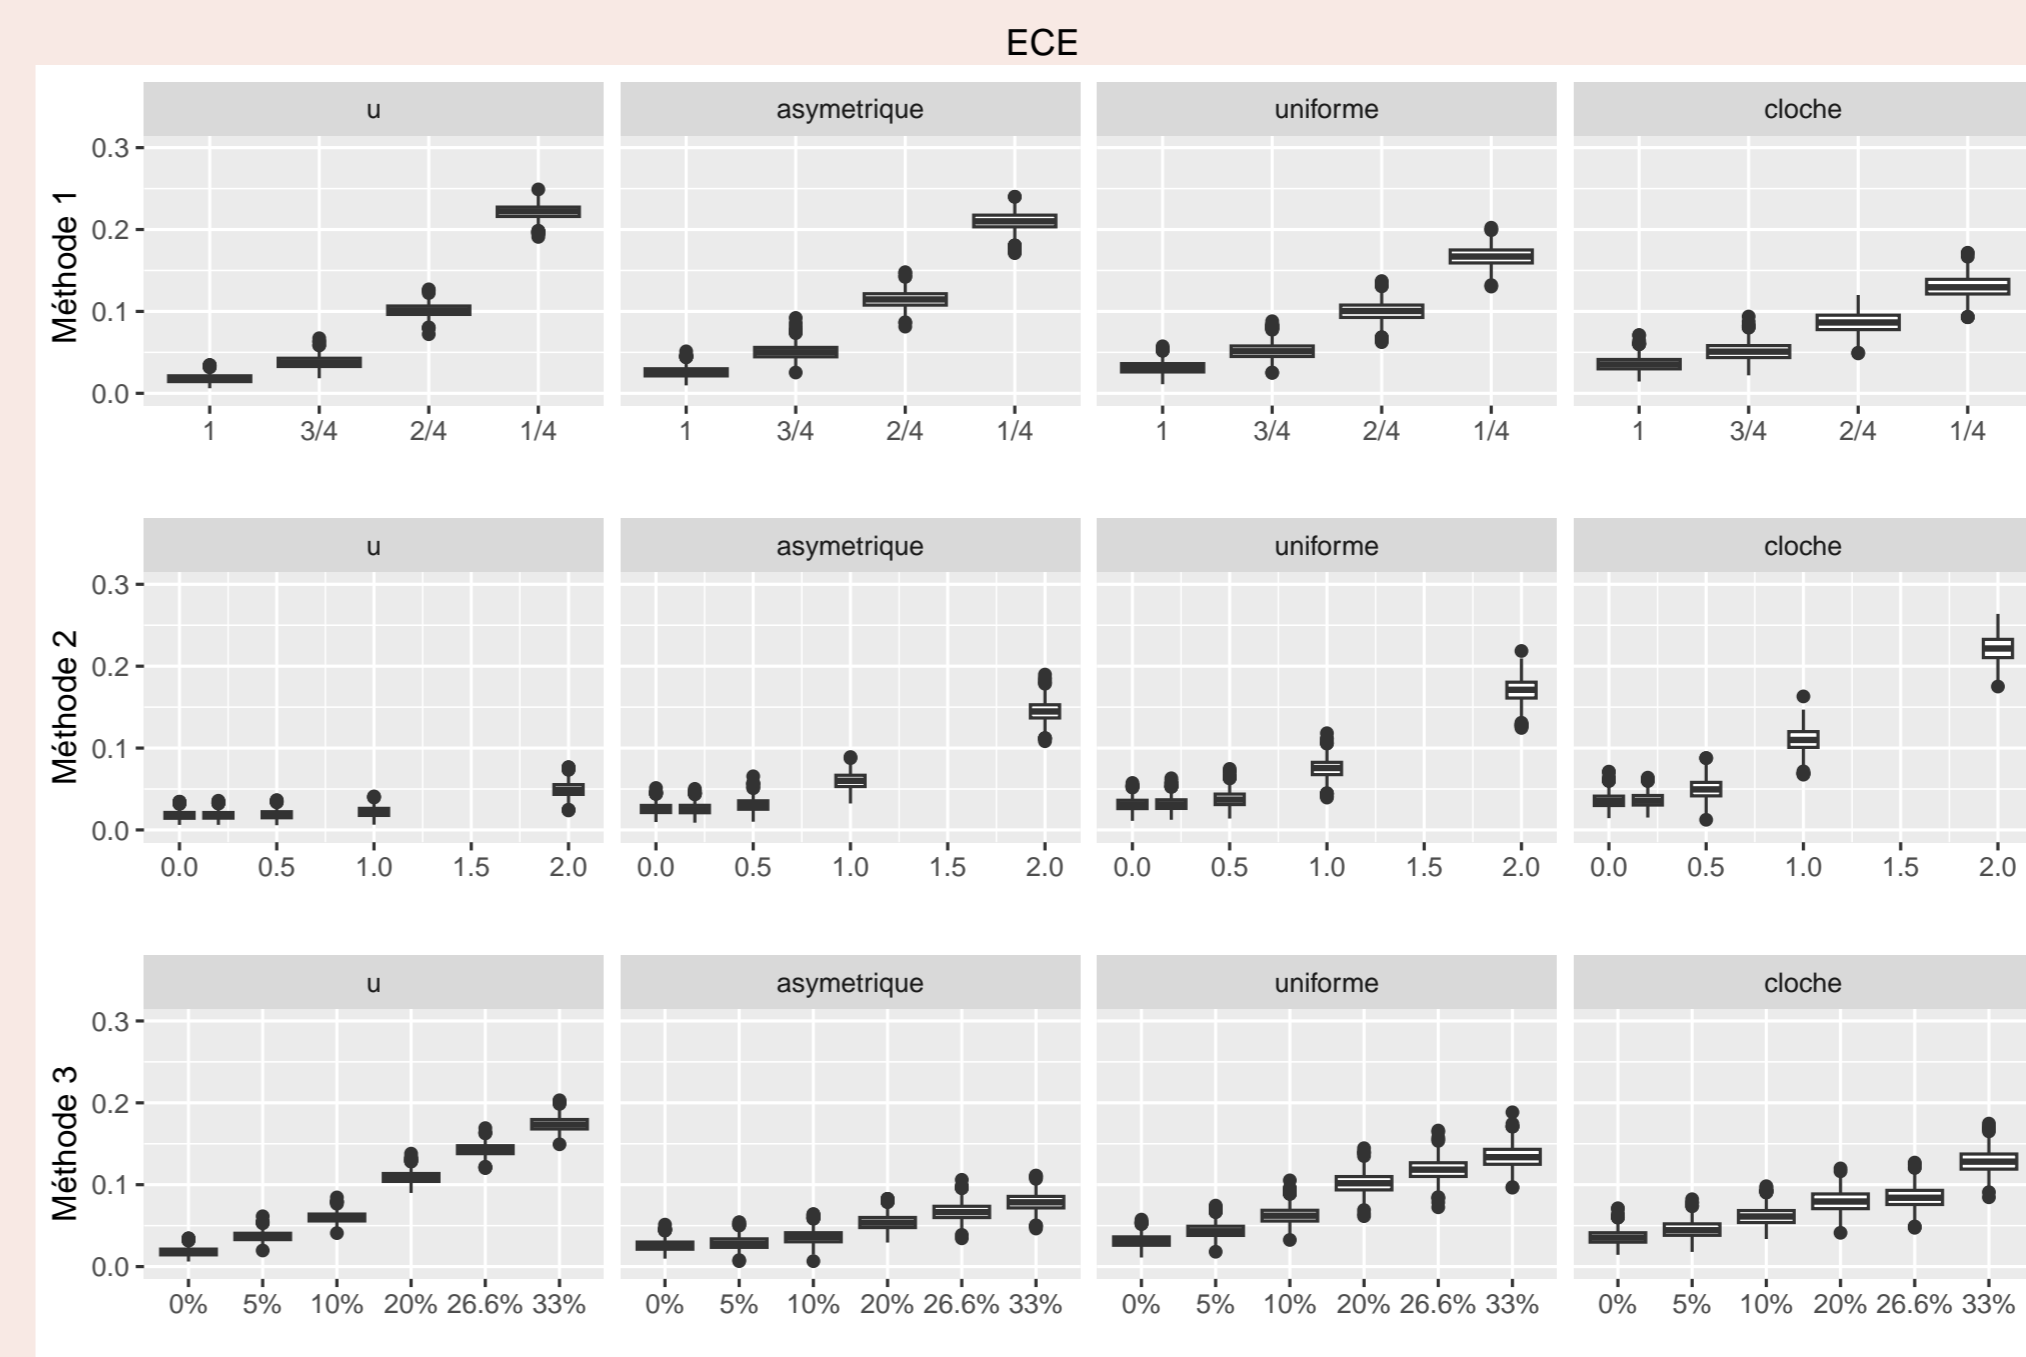 ECE
Méthode 1
u asymetrique uniforme cloche
0.3
0.2
0.1
0.0
1 3/4 2/4 1/4 1 3/4 2/4 1/4 1 3/4 2/4 1/4 1 3/4 2/4 1/4
Méthode 2
u asymetrique uniforme cloche
0.3
0.2
0.1
0.0
0.0 0.5 1.0 1.5 2.0 0.0 0.5 1.0 1.5 2.0 0.0 0.5 1.0 1.5 2.0 0.0 0.5 1.0 1.5 2.0
Méthode 3
u asymetrique uniforme cloche
0.3
0.2
0.1
0.0
0% 5% 10% 20% 26.6% 33% 0% 5% 10% 20% 26.6% 33% 0% 5% 10% 20% 26.6% 33% 0% 5% 10% 20% 26.6% 33%